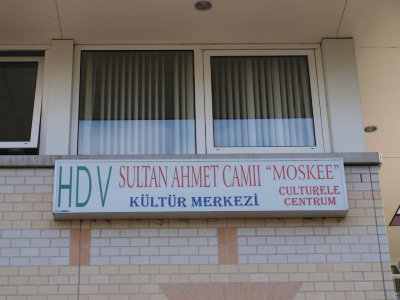 HDV SULTAN AHMET CAMII "MOSKEE"
KÜLTÜR MERKEZI CULTURELE
CENTRUM